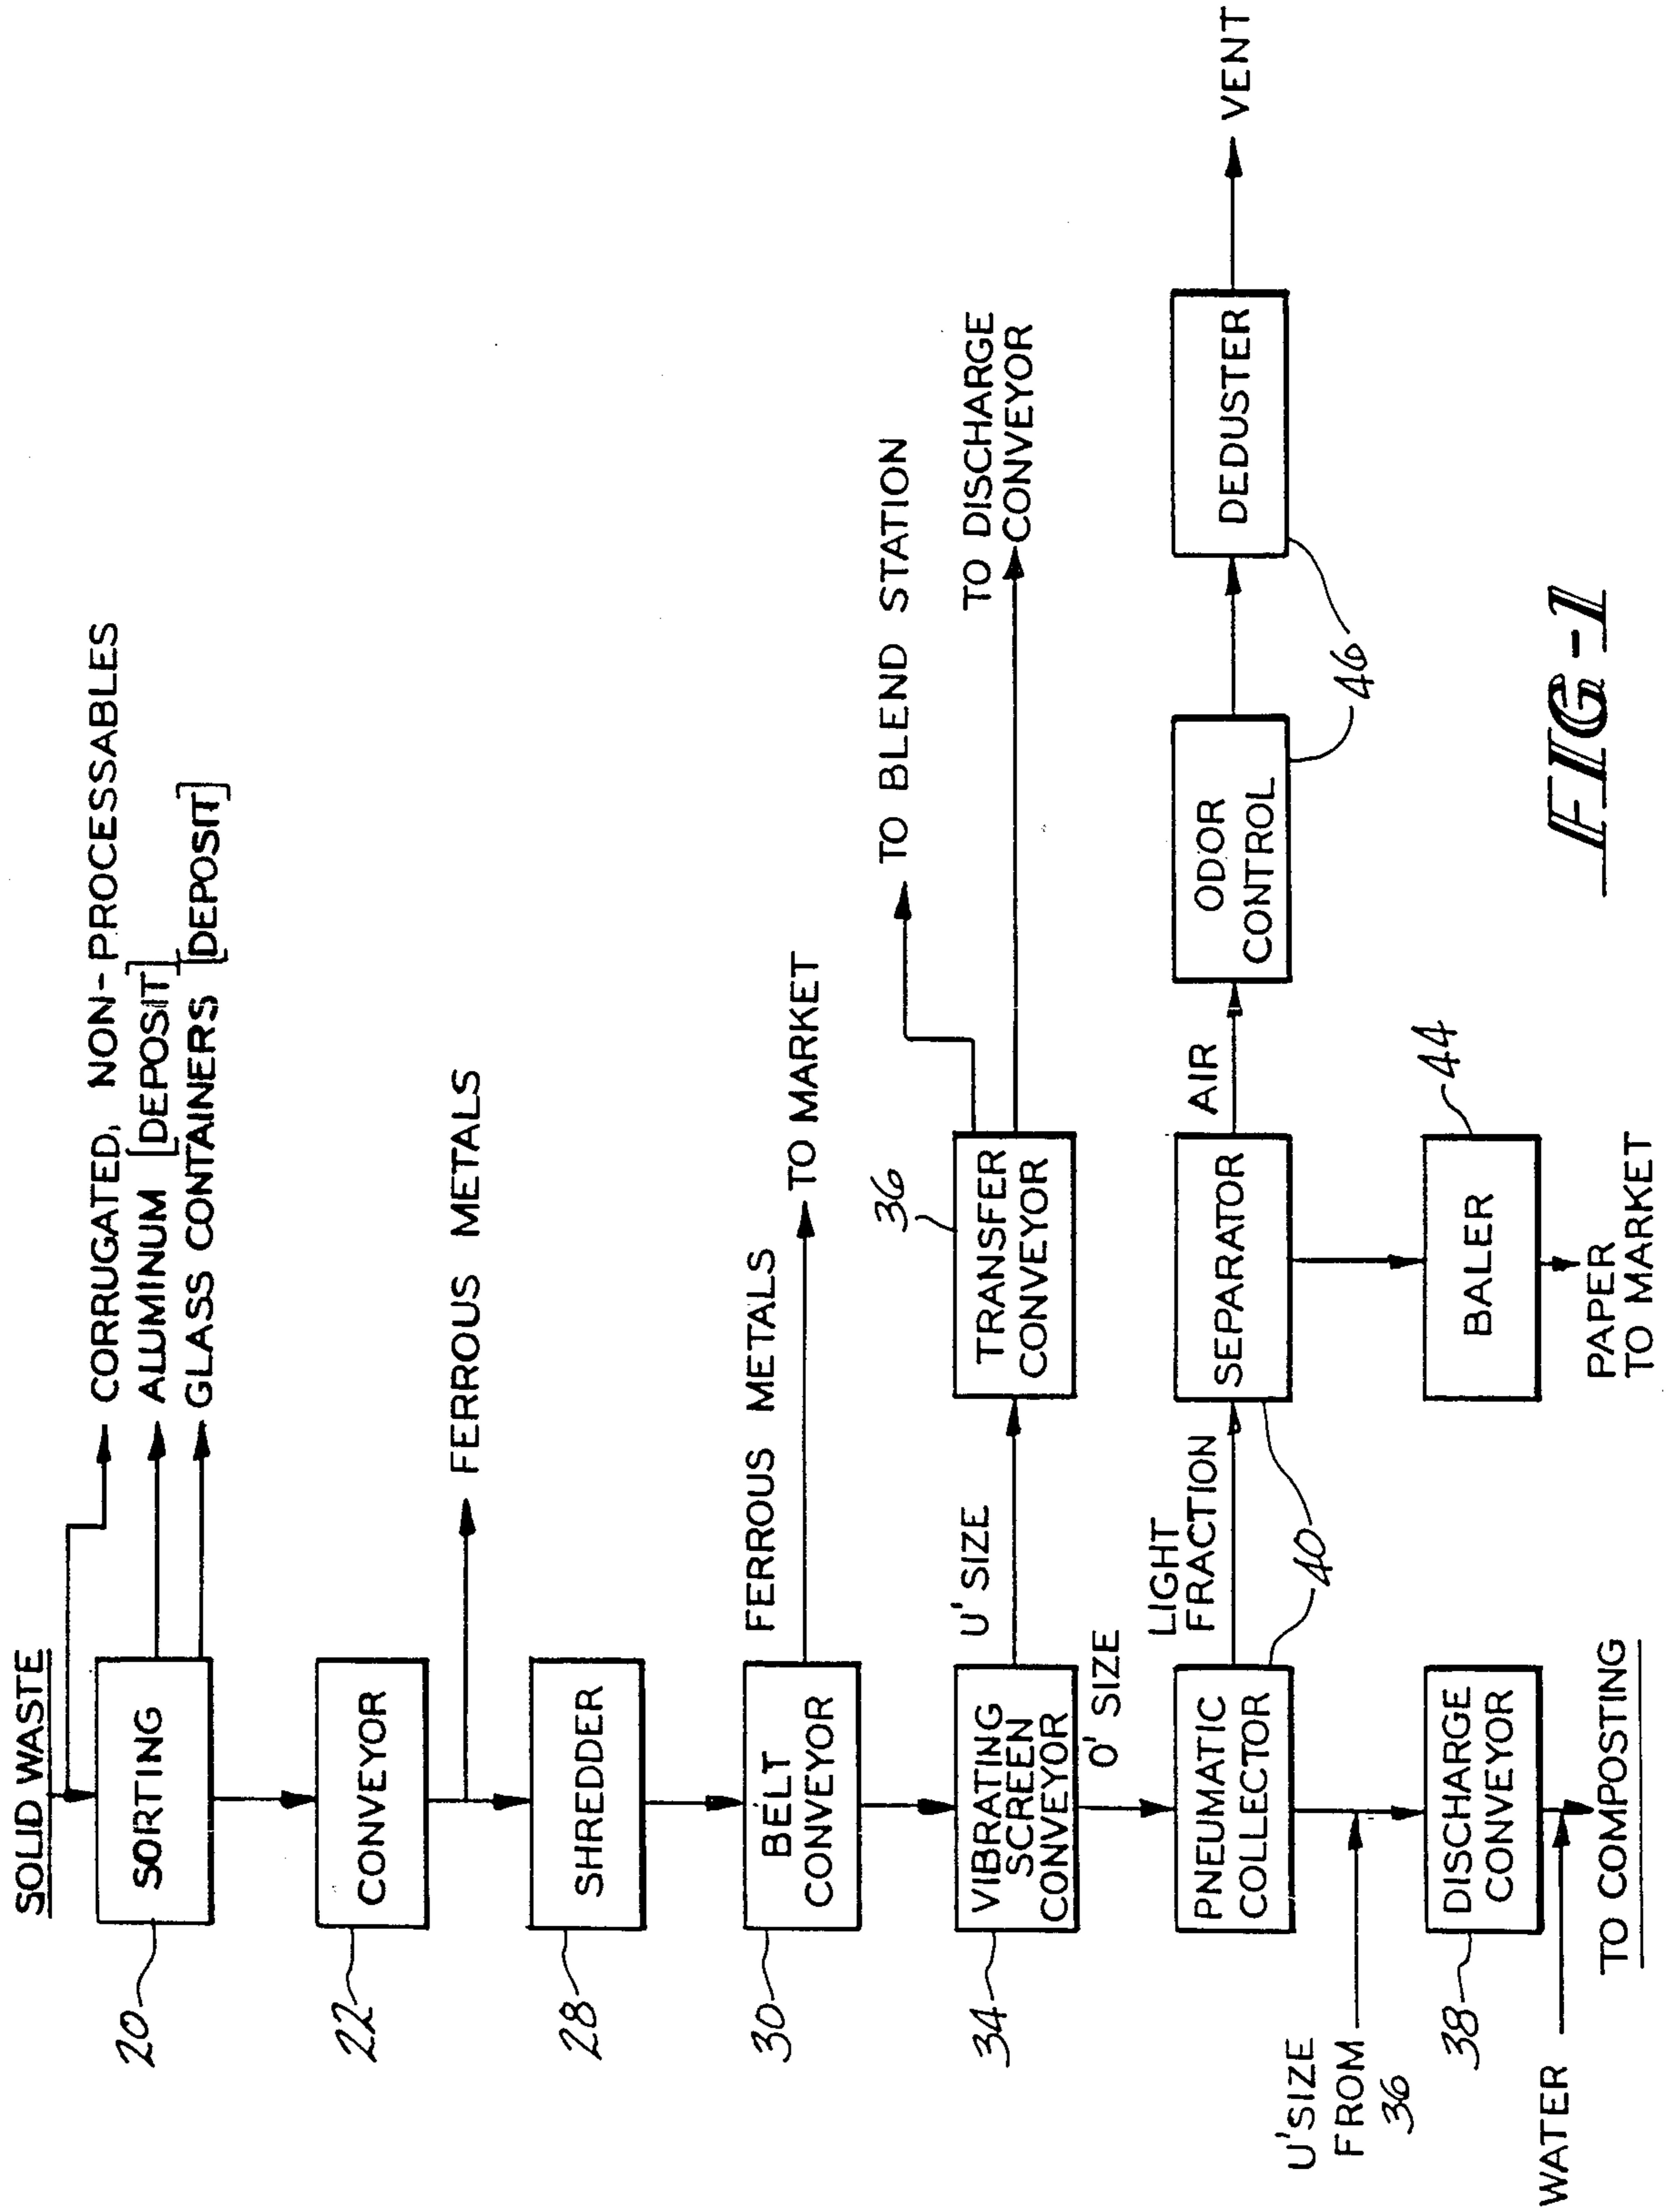 SOLID WASTE
CORRUGATED, NON-PROCESSABLES
ALUMINUM [DEPOSIT]
GLASS CONTAINERS [DEPOSIT]
20
SORTING
22
CONVEYOR
FERROUS METALS
28
SHREDDER
30
BELT
CONVEYOR
FERROUS METALS
TO MARKET
34
VIBRATING
SCREEN
CONVEYOR
U'SIZE
36
TRANSFER
CONVEYOR
TO BLEND STATION
TO DISCHARGE
CONVEYOR
O'SIZE
PNEUMATIC
COLLECTOR
LIGHT
FRACTION
40
SEPARATOR
AIR
ODOR
CONTROL
46
DEDUSTER
VENT
U'SIZE
FROM
36
38
DISCHARGE
CONVEYOR
44
BALER
PAPER
TO MARKET
WATER
TO COMPOSTING
FIG-1